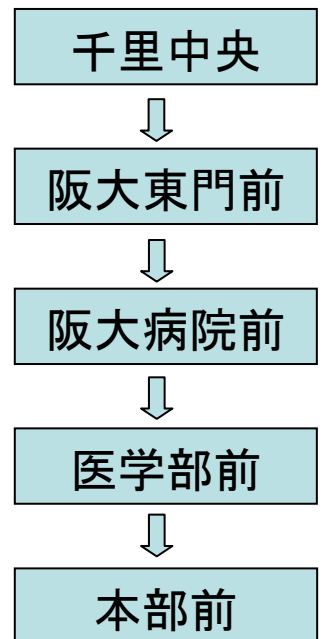 千里中央
阪大東門前
阪大病院前
医学部前
本部前